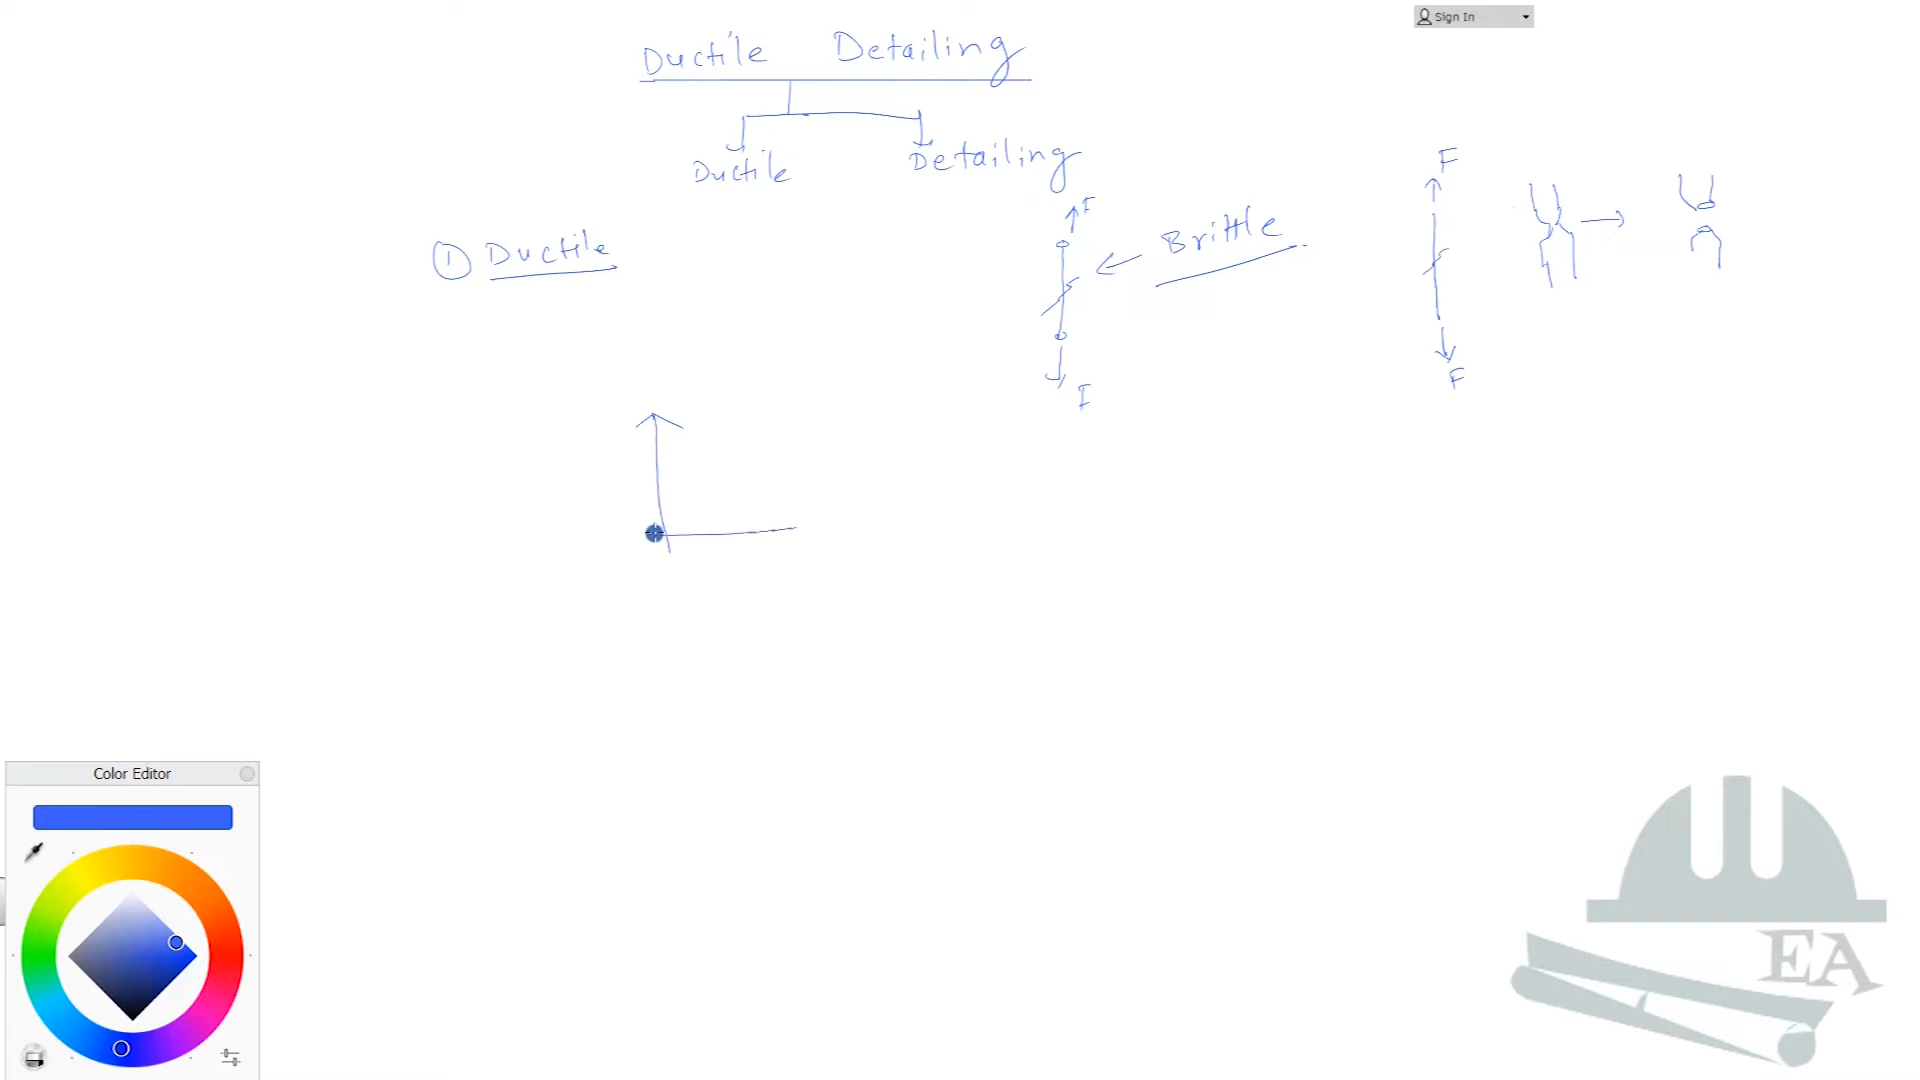 Sign In
Ductile Detailing
Ductile Detailing
① Ductile
F
Brittle
F
F
F
Color Editor
EA